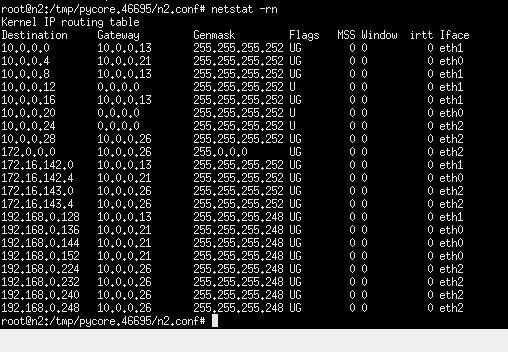 root@n2:/tmp/pycore.46695/n2.conf# netstat -rn
Kernel IP routing table
Destination     Gateway         Genmask         Flags   MSS Window  irtt Iface
10.0.0.0        10.0.0.13       255.255.255.252 UG        0 0          0 eth1
10.0.0.4        10.0.0.21       255.255.255.252 UG        0 0          0 eth0
10.0.0.8        10.0.0.13       255.255.255.252 UG        0 0          0 eth1
10.0.0.12       0.0.0.0         255.255.255.252 U         0 0          0 eth1
10.0.0.16       10.0.0.13       255.255.255.252 UG        0 0          0 eth1
10.0.0.20       0.0.0.0         255.255.255.252 U         0 0          0 eth0
10.0.0.24       0.0.0.0         255.255.255.252 U         0 0          0 eth2
10.0.0.28       10.0.0.26       255.255.255.252 UG        0 0          0 eth2
172.0.0.0       10.0.0.26       255.0.0.0       UG        0 0          0 eth2
172.16.142.0    10.0.0.13       255.255.255.252 UG        0 0          0 eth1
172.16.142.4    10.0.0.21       255.255.255.252 UG        0 0          0 eth0
172.16.143.0    10.0.0.26       255.255.255.252 UG        0 0          0 eth2
172.16.143.4    10.0.0.26       255.255.255.252 UG        0 0          0 eth2
192.168.0.128   10.0.0.13       255.255.255.248 UG        0 0          0 eth1
192.168.0.136   10.0.0.21       255.255.255.248 UG        0 0          0 eth0
192.168.0.144   10.0.0.21       255.255.255.248 UG        0 0          0 eth0
192.168.0.152   10.0.0.21       255.255.255.248 UG        0 0          0 eth0
192.168.0.224   10.0.0.26       255.255.255.248 UG        0 0          0 eth2
192.168.0.232   10.0.0.26       255.255.255.248 UG        0 0          0 eth2
192.168.0.240   10.0.0.26       255.255.255.248 UG        0 0          0 eth2
192.168.0.248   10.0.0.26       255.255.255.248 UG        0 0          0 eth2
root@n2:/tmp/pycore.46695/n2.conf#